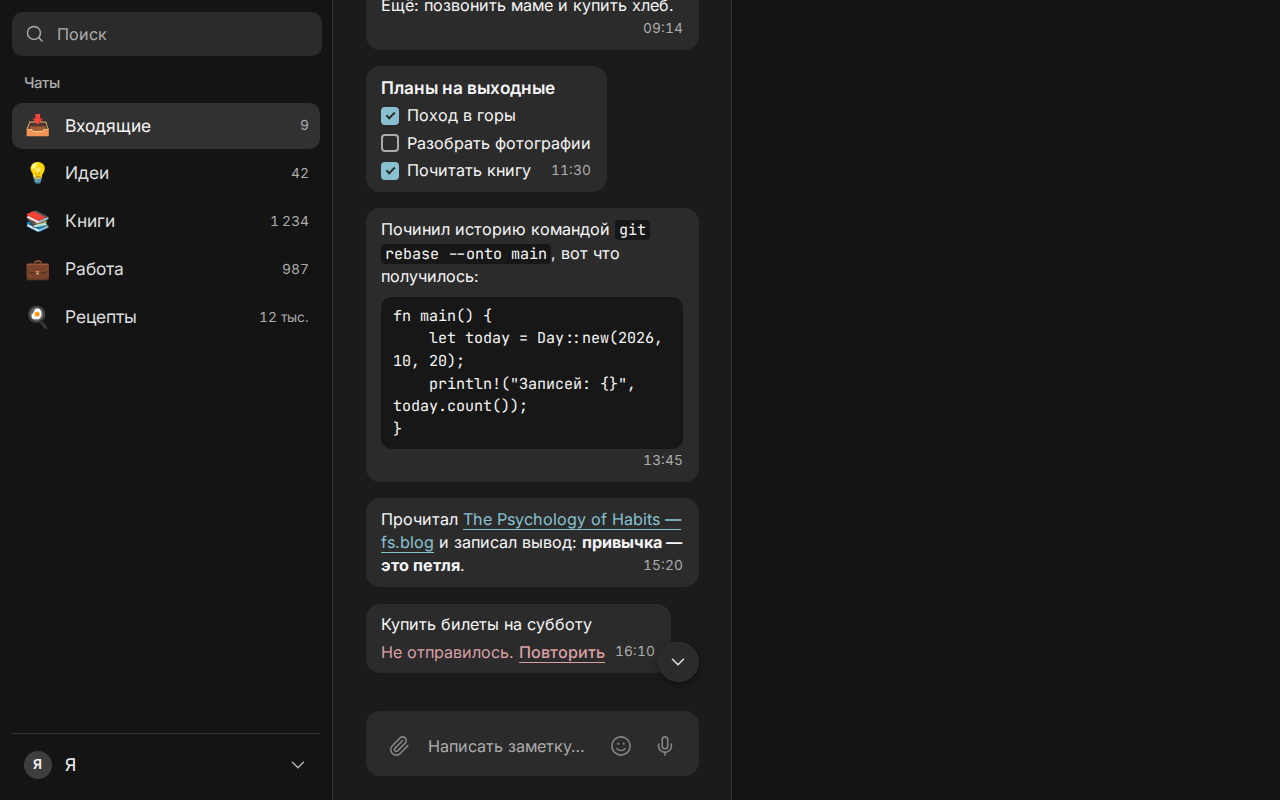 Поиск
Чаты
Входящие 9
Идеи 42
Книги 1 234
Работа 987
Рецепты 12 тыс.
Я Я
Ещё: позвонить маме и купить хлеб.
09:14
Планы на выходные
Поход в горы
Разобрать фотографии
Почитать книгу 11:30
Починил историю командой git
rebase --onto main, вот что
получилось:
fn main() {
    let today = Day::new(2026,
10, 20);
    println!("Записей: {}",
today.count());
}
13:45
Прочитал The Psychology of Habits —
fs.blog и записал вывод: привычка —
это петля. 15:20
Купить билеты на субботу
Не отправилось. Повторить 16:10
Написать заметку...